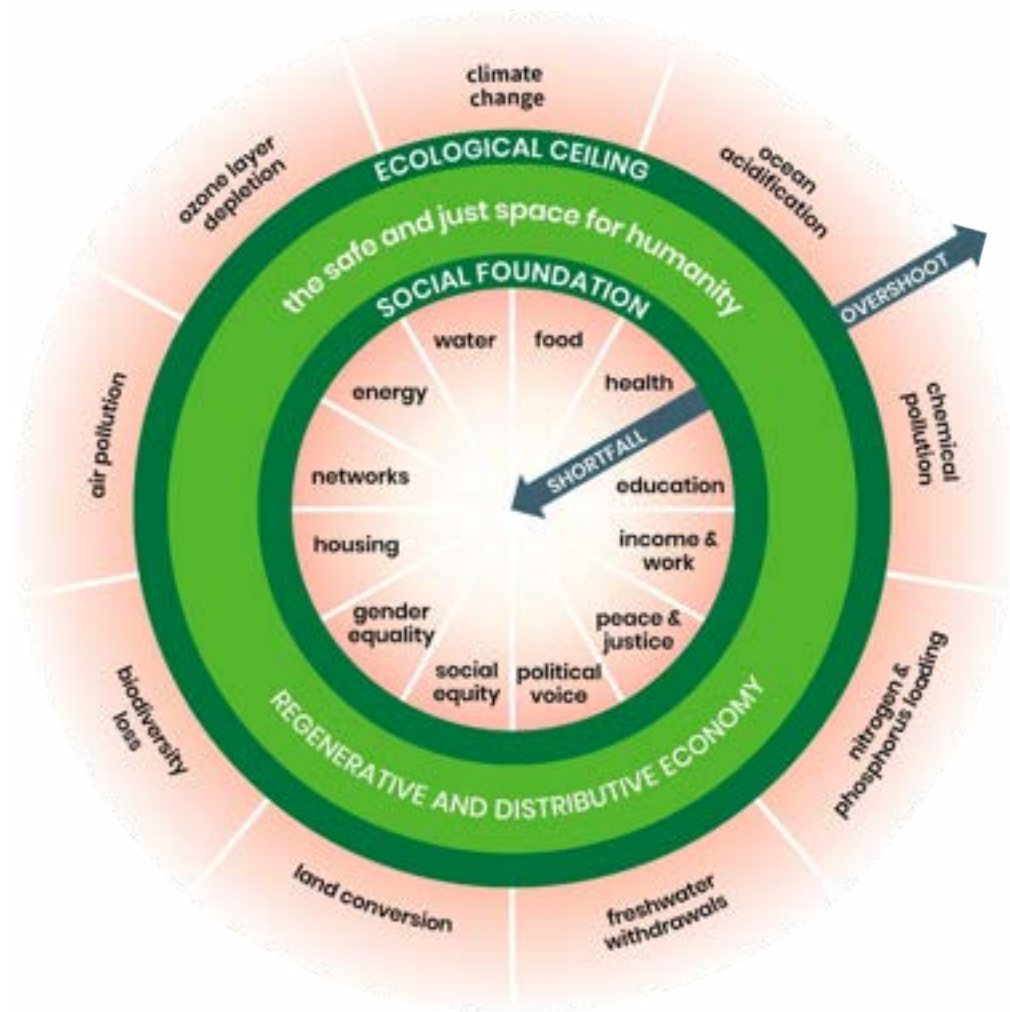 climate
change
ozone layer
depletion
ocean
acidification
ECOLOGICAL CEILING
the safe and just space for humanity
SOCIAL FOUNDATION
OVERSHOOT
water
food
energy
health
SHORTFALL
air pollution
chemical
pollution
networks
education
housing
income &
work
gender
equality
peace &
justice
social
equity
political
voice
biodiversity
loss
nitrogen &
phosphorus loading
REGENERATIVE AND DISTRIBUTIVE ECONOMY
land conversion
freshwater
withdrawals